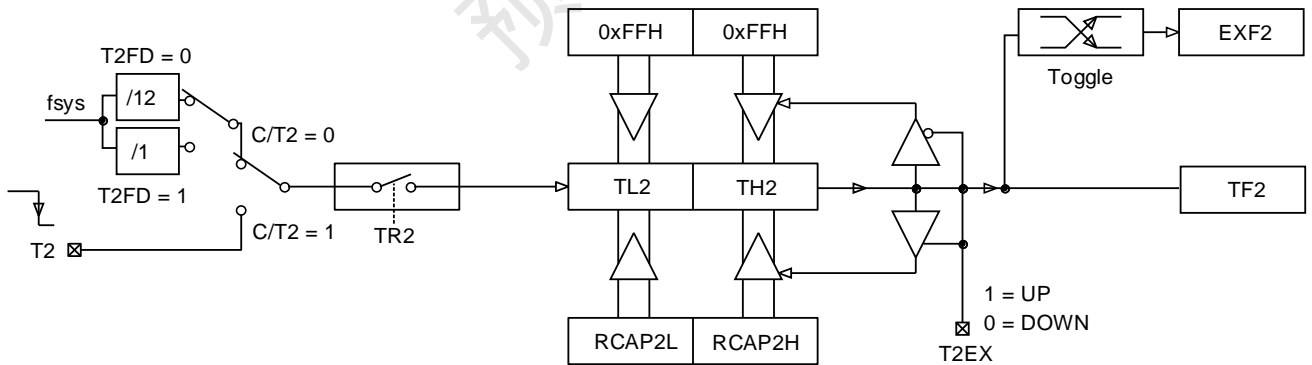 0xFFH 0xFFH
EXF2
T2FD = 0
Toggle
/12
fsys
C/T2 = 0
/1
TL2 TH2
TF2
T2FD = 1
C/T2 = 1
TR2
T2
1 = UP
0 = DOWN
RCAP2L RCAP2H
T2EX